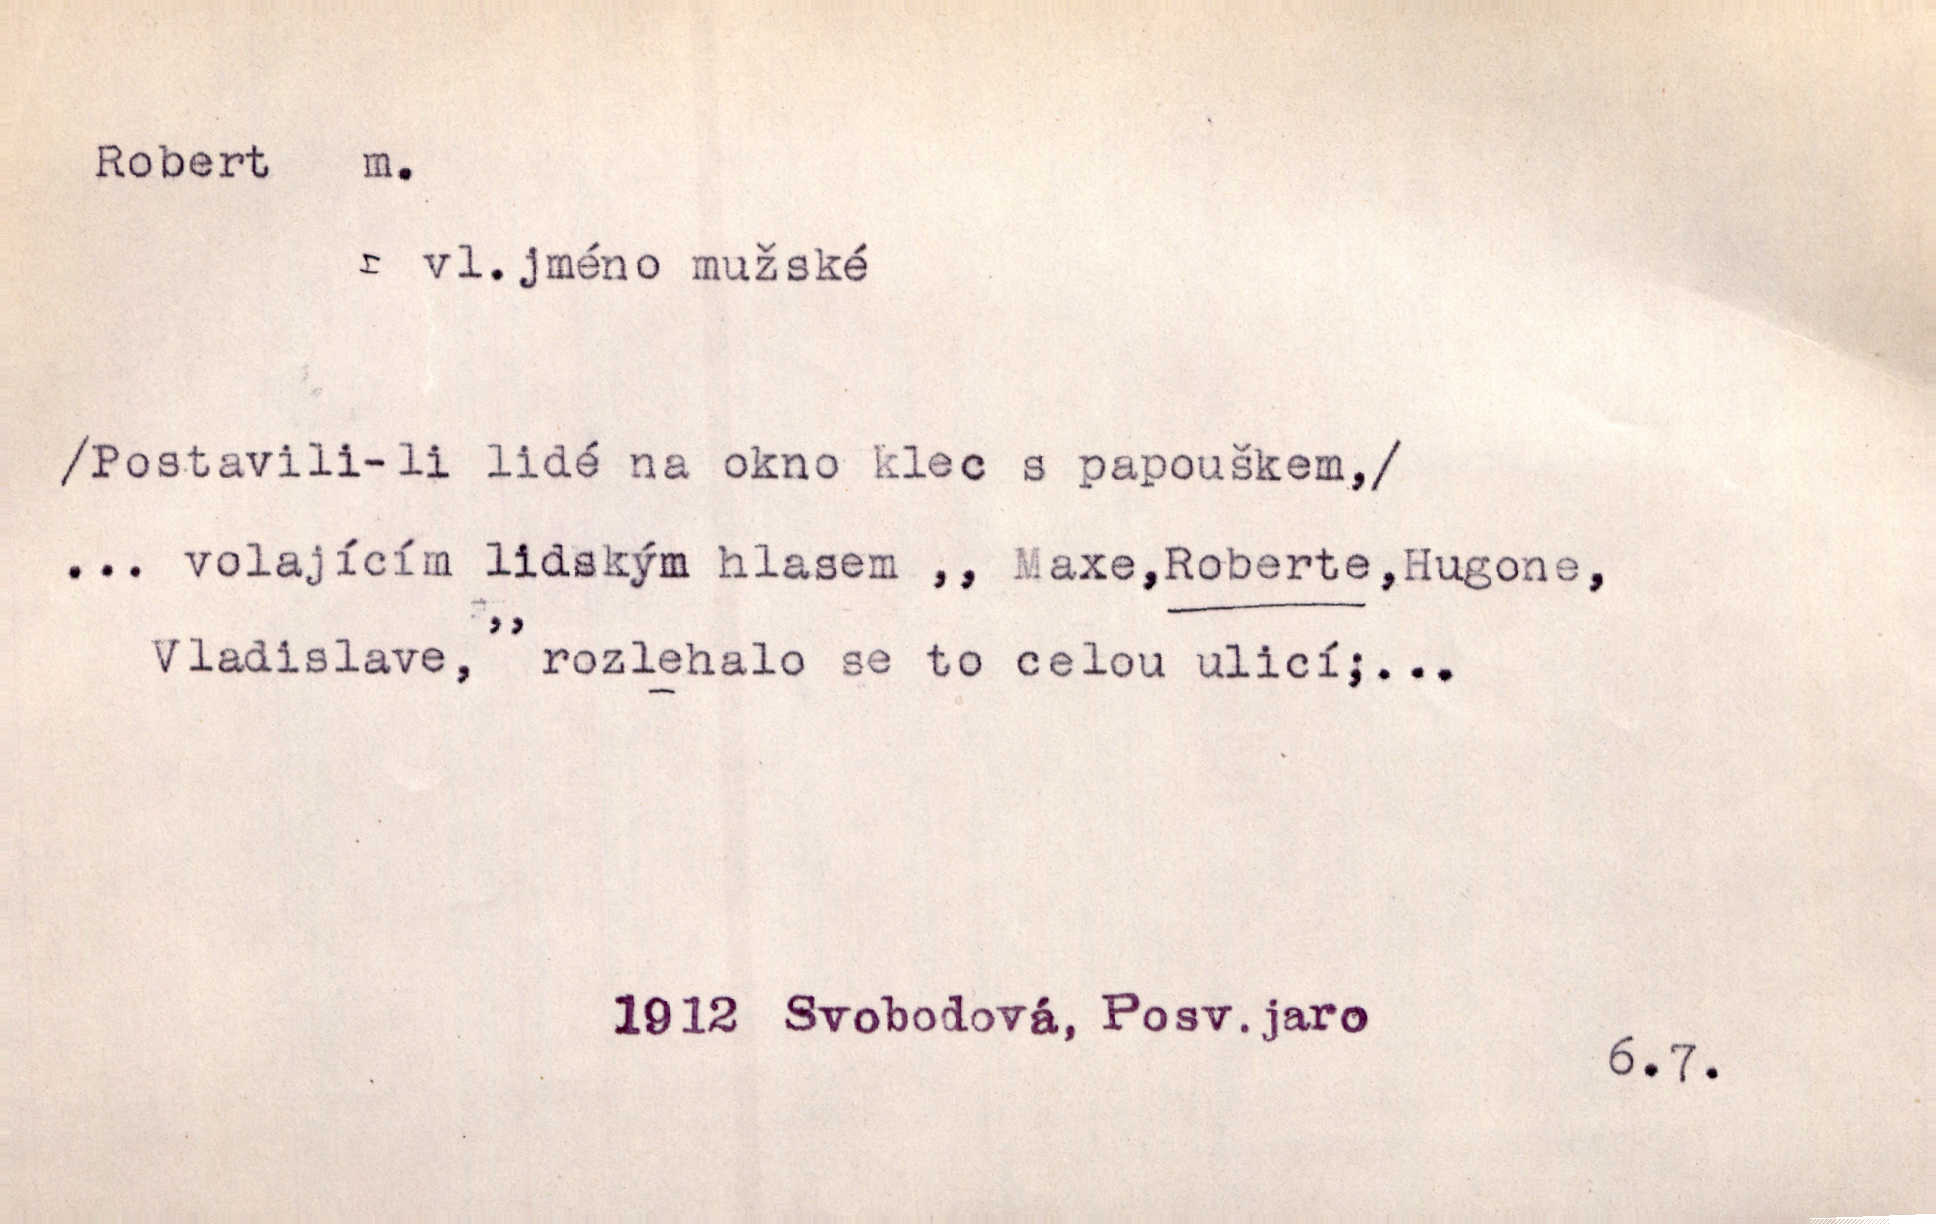 Robert m.
= vl.jméno mužské
/Postavili-li lidé na okno klec s papouškem,/
... volajícím lidským hlasem ,, Maxe,Roberte,Hugone,
Vladislave,,, rozlehalo se to celou ulicí;...
1912 Svobodová, Posv.jaro
6.7.